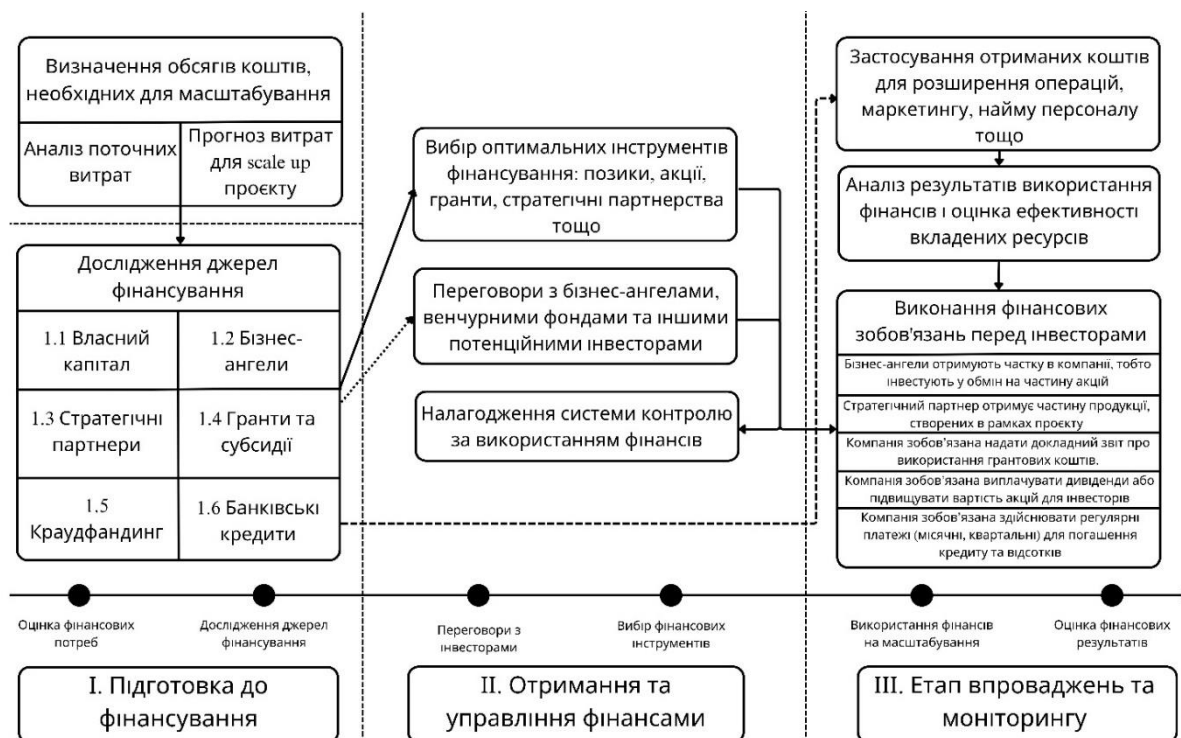 Визначення обсягів коштів,
необхідних для масштабування
Аналіз поточних
витрат
Прогноз витрат
для scale up
проєкту
Дослідження джерел
фінансування
1.1 Власний
капітал
1.2 Бізнес-
ангели
1.3 Стратегічні
партнери
1.4 Гранти та
субсидії
1.5
Краудфандинг
1.6 Банківські
кредити
Вибір оптимальних інструментів
фінансування: позики, акції,
гранти, стратегічні партнерства
тощо
Переговори з бізнес-ангелами,
венчурними фондами та іншими
потенційними інвесторами
Налагодження системи контролю
за використанням фінансів
Застосування отриманих коштів
для розширення операцій,
маркетингу, найму персоналу
тощо
Аналіз результатів використання
фінансів і оцінка ефективності
вкладених ресурсів
Виконання фінансових
зобов'язань перед інвесторами
Бізнес-ангели отримують частку в компанії, тобто
інвестують у обмін на частину акцій
Стратегічний партнер отримує частину продукції,
створених в рамках проєкту
Компанія зобов'язана надати докладний звіт про
використання грантових коштів.
Компанія зобов'язана виплачувати дивіденди або
підвищувати вартість акцій для інвесторів
Компанія зобов'язана здійснювати регулярні
платежі (місячні, квартальні) для погашення
кредиту та відсотків
Оцінка фінансових
потреб
Дослідження джерел
фінансування
Переговори з
інвесторами
Вибір фінансових
інструментів
Використання фінансів
на масштабування
Оцінка фінансових
результатів
I. Підготовка до
фінансування
II. Отримання та
управління фінансами
III. Етап впроваджень та
моніторингу